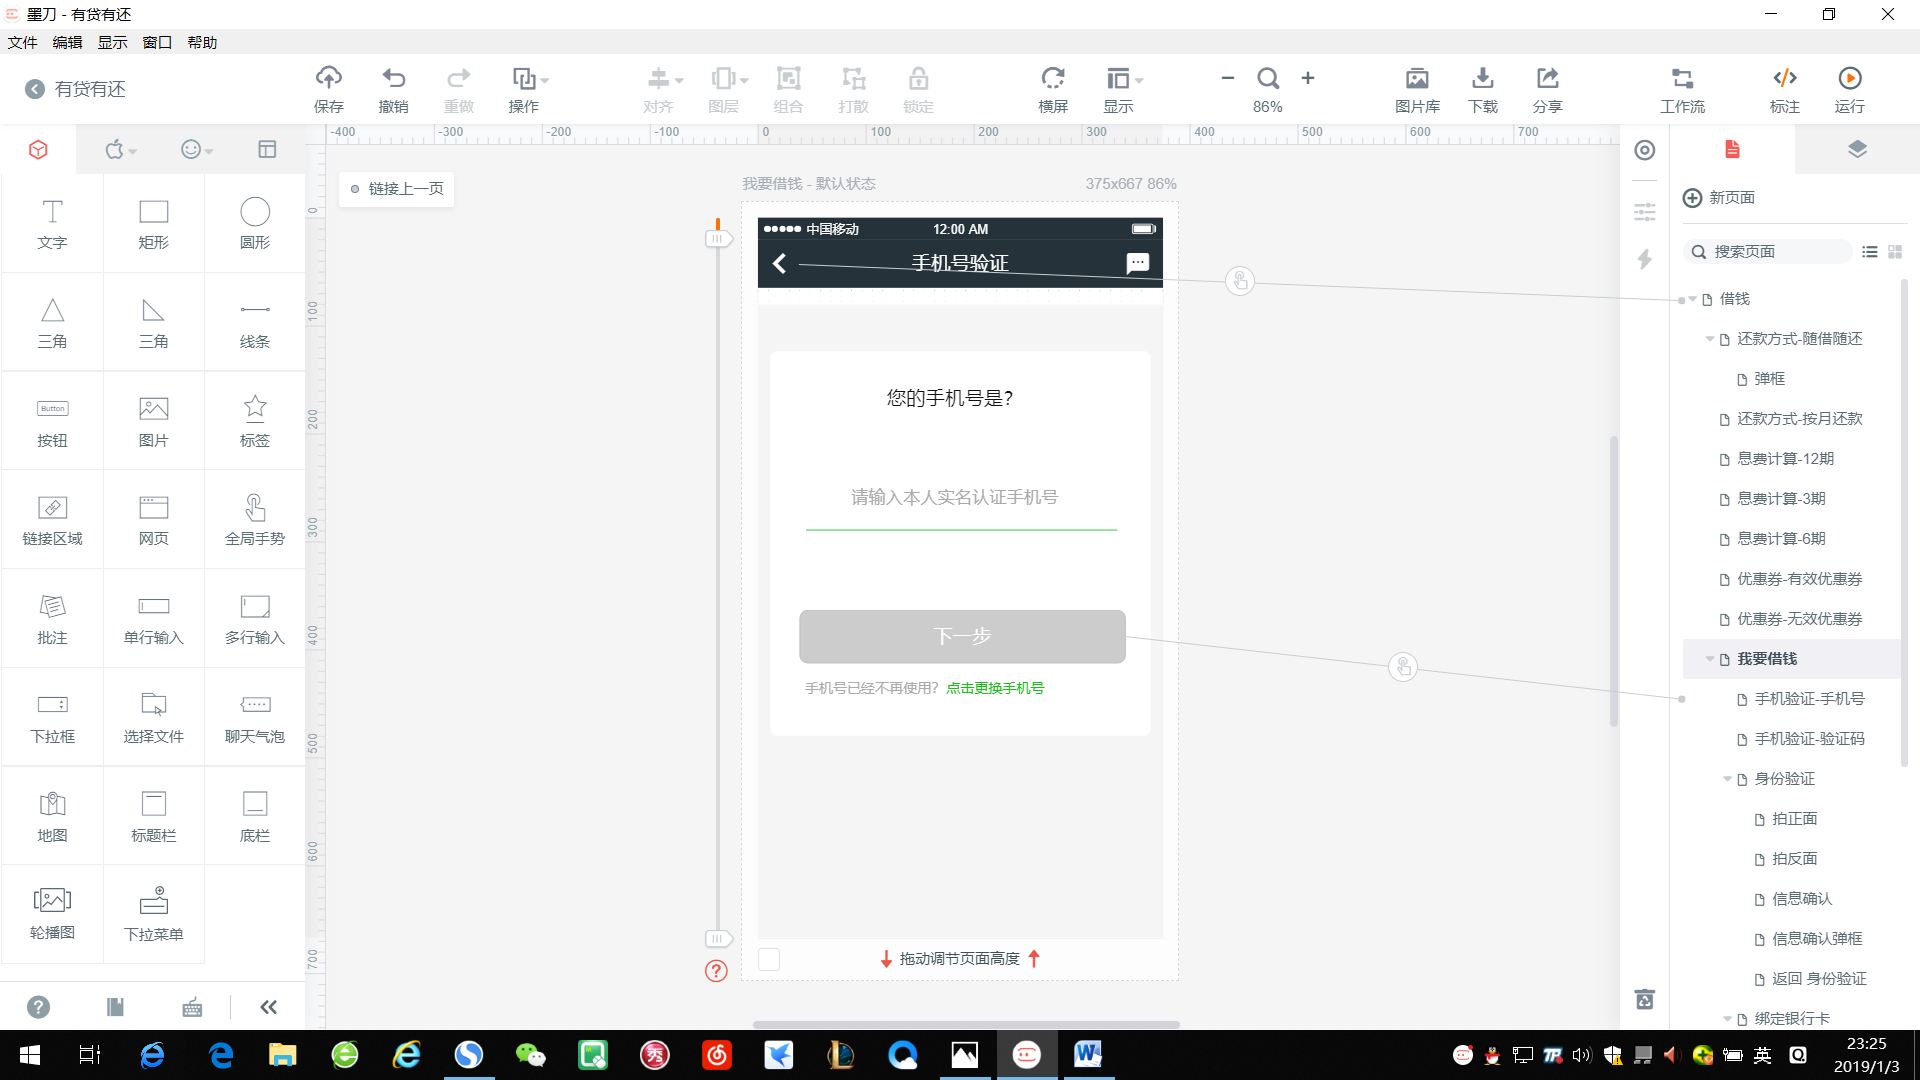 墨刀 - 有贷有还
文件 编辑 显示 窗口 帮助
有贷有还
保存 撤销 重做 操作 对齐 图层 组合 打散 锁定 横屏 显示 86% 图片库 下载 分享 工作流 标注 运行
-400 -300 -200 -100 0 100 200 300 400 500 600 700
0
100
200
300
400
500
600
700
文字 矩形 圆形
三角 三角 线条
Button
按钮 图片 标签
链接区域 网页 全局手势
批注 单行输入 多行输入
下拉框 选择文件 聊天气泡
地图 标题栏 底栏
轮播图 下拉菜单
链接上一页
我要借钱 - 默认状态 375x667 86%
中国移动 12:00 AM
手机号验证
您的手机号是?
请输入本人实名认证手机号
下一步
手机号已经不再使用? 点击更换手机号
拖动调节页面高度
新页面
搜索页面
借钱
还款方式-随借随还
弹框
还款方式-按月还款
息费计算-12期
息费计算-3期
息费计算-6期
优惠券-有效优惠券
优惠券-无效优惠券
我要借钱
手机验证-手机号
手机验证-验证码
身份验证
拍正面
拍反面
信息确认
信息确认弹框
返回 身份验证
绑定银行卡
秀
英
23:25
2019/1/3